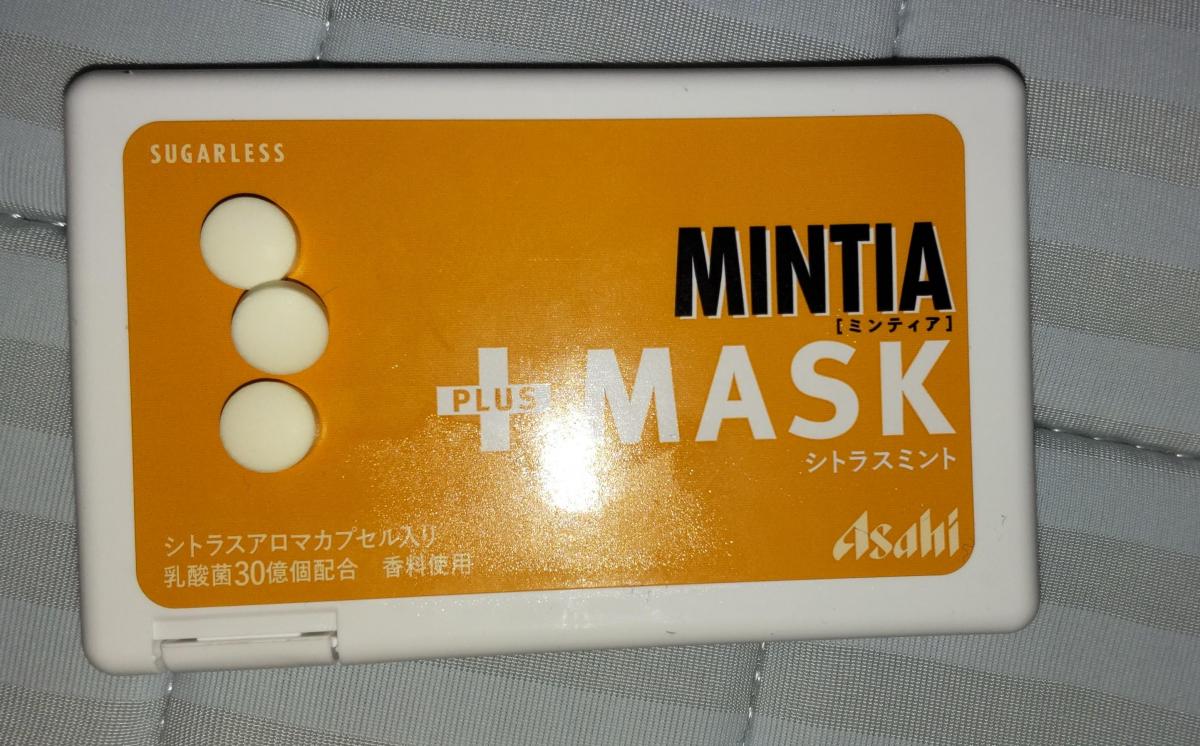 SUGARLESS
MINTIA
[ミンティア]
PLUS MASK
シトラスミント
シトラスアロマカプセル入り
乳酸菌30億個配合 香料使用
Asahi